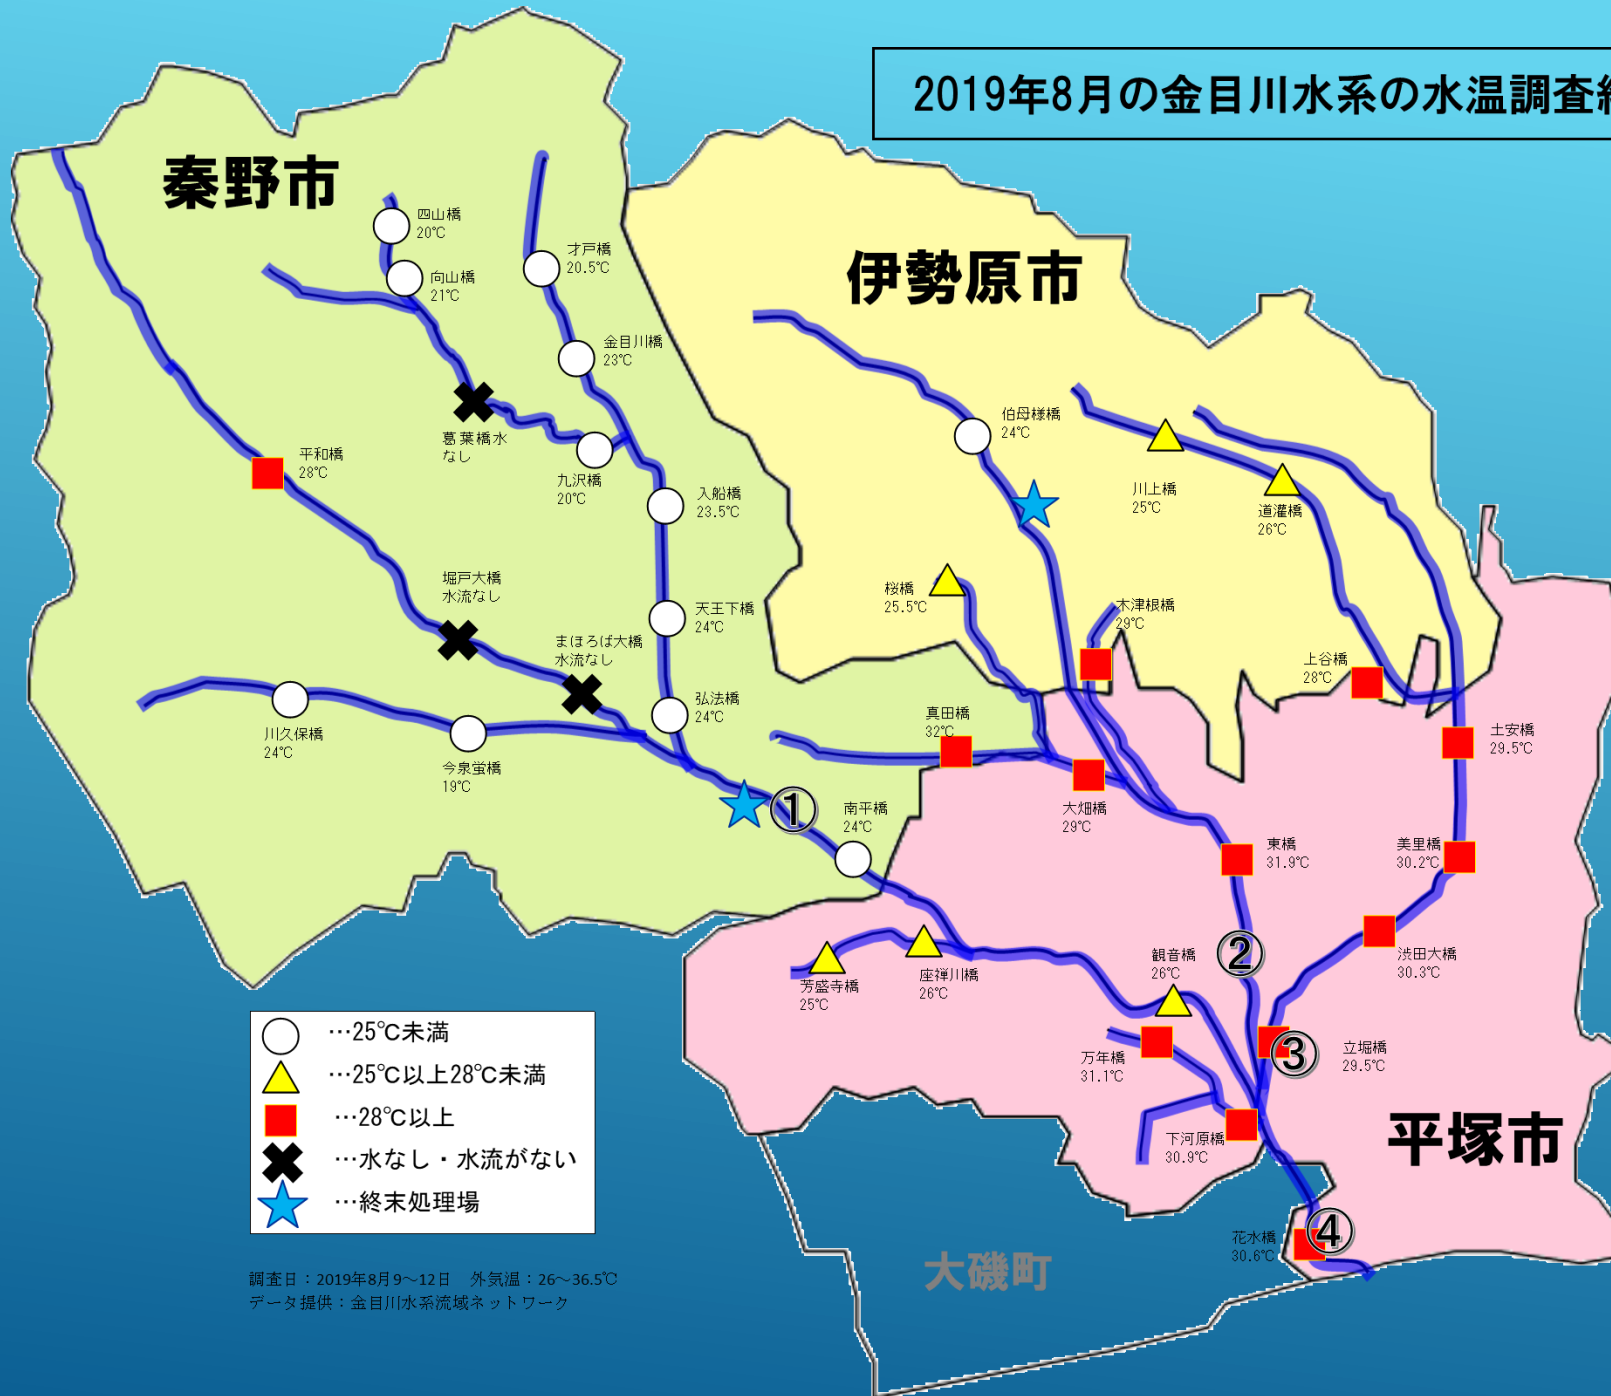 2019年8月の金目川水系の水温調査
秦野市
伊勢原市
平塚市
大磯町
四山橋
20℃
向山橋
21℃
才戸橋
20.5℃
金目川橋
23℃
葛葉橋水
なし
九沢橋
20℃
平和橋
28℃
入船橋
23.5℃
堀戸大橋
水流なし
まほろば大橋
水流なし
天王下橋
24℃
弘法橋
24℃
川久保橋
24℃
今泉蛍橋
19℃
①
南平橋
24℃
伯母様橋
24℃
川上橋
25℃
道灌橋
26℃
桜橋
25.5℃
木津根橋
29℃
上谷橋
28℃
真田橋
32℃
大畑橋
29℃
土安橋
29.5℃
東橋
31.9℃
美里橋
30.2℃
渋田大橋
30.3℃
②
芳盛寺橋
25℃
座禅川橋
26℃
観音橋
26℃
万年橋
31.1℃
③
立堀橋
29.5℃
下河原橋
30.9℃
花水橋
30.6℃
④
…25℃未満
…25℃以上28℃未満
…28℃以上
…水なし・水流がない
…終末処理場
調査日：2019年8月9～12日　外気温：26～36.5℃
データ提供：金目川水系流域ネットワーク